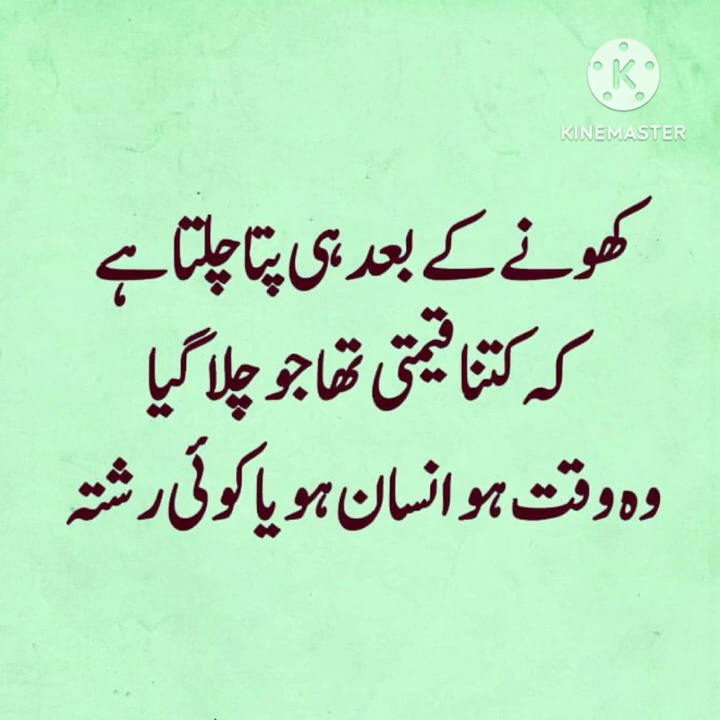 KINEMASTER
کھونے کے بعد ہی پتا چلتا ہے
کہ کتنا قیمتی تھا جو چلا گیا
وہ وقت ہو انسان ہو یا کوئی رشتہ